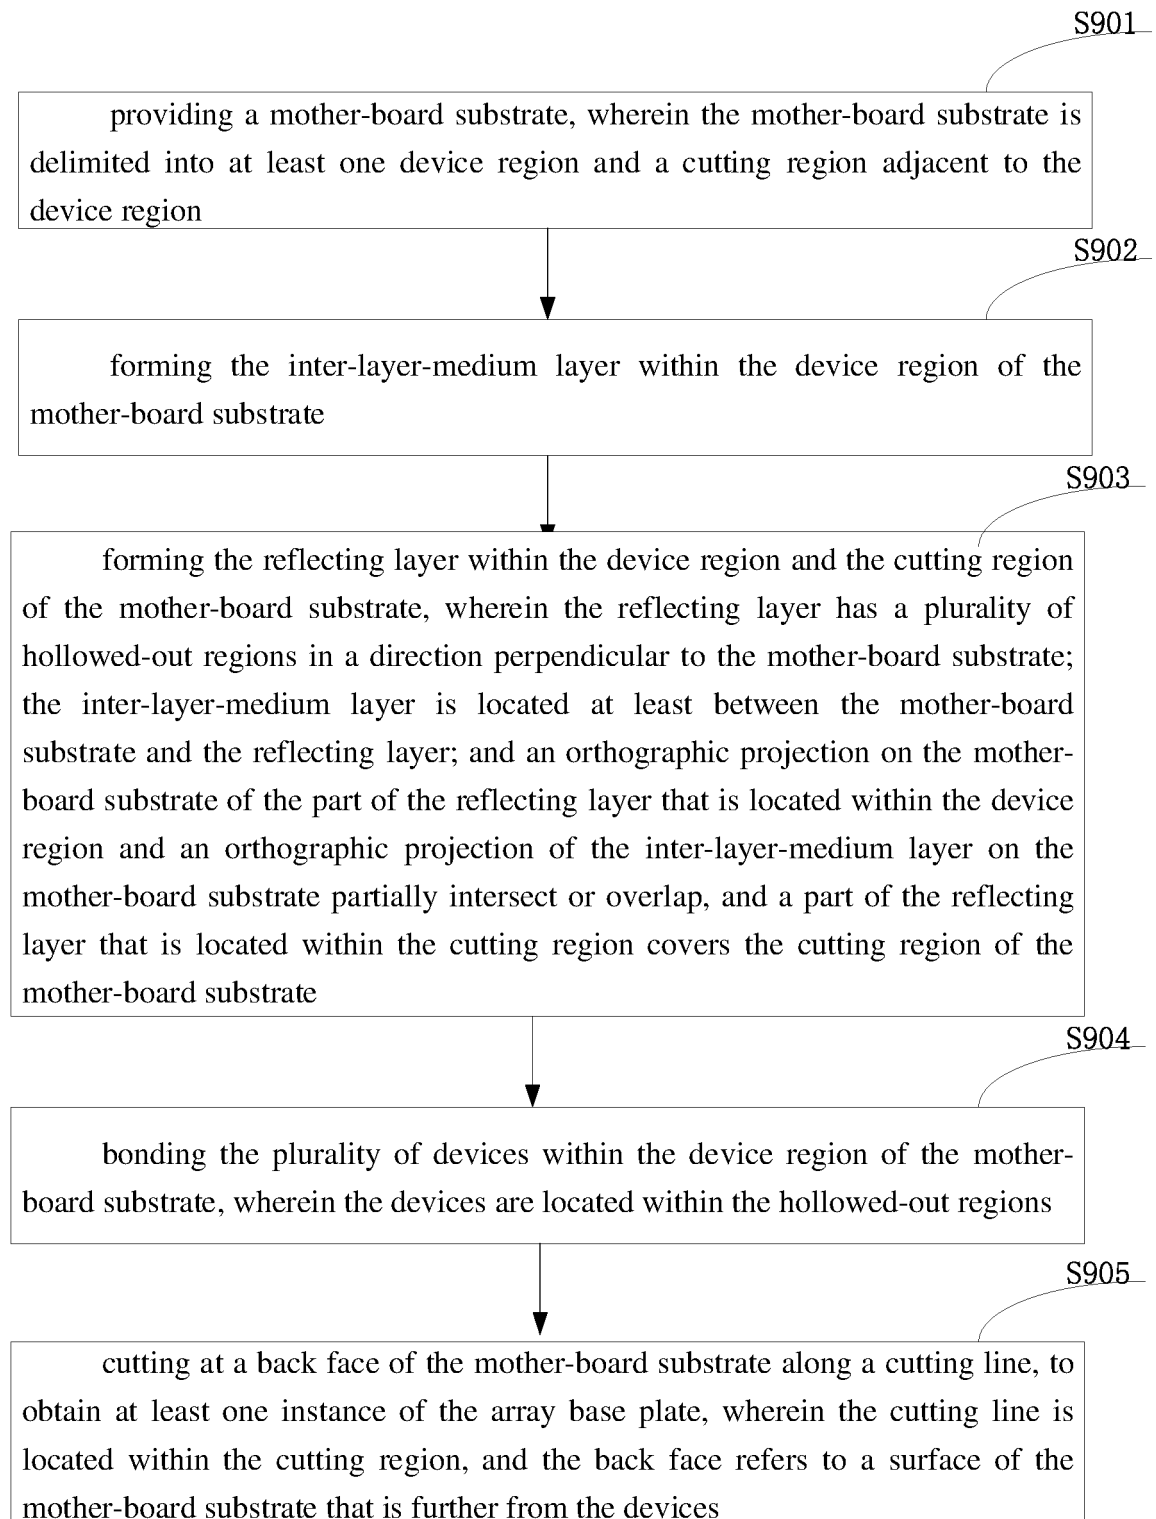 S901
providing a mother-board substrate, wherein the mother-board substrate is
delimited into at least one device region and a cutting region adjacent to the
device region
S902
forming the inter-layer-medium layer within the device region of the
mother-board substrate
S903
forming the reflecting layer within the device region and the cutting region
of the mother-board substrate, wherein the reflecting layer has a plurality of
hollowed-out regions in a direction perpendicular to the mother-board substrate;
the inter-layer-medium layer is located at least between the mother-board
substrate and the reflecting layer; and an orthographic projection on the mother-
board substrate of the part of the reflecting layer that is located within the device
region and an orthographic projection of the inter-layer-medium layer on the
mother-board substrate partially intersect or overlap, and a part of the reflecting
layer that is located within the cutting region covers the cutting region of the
mother-board substrate
S904
bonding the plurality of devices within the device region of the mother-
board substrate, wherein the devices are located within the hollowed-out regions
S905
cutting at a back face of the mother-board substrate along a cutting line, to
obtain at least one instance of the array base plate, wherein the cutting line is
located within the cutting region, and the back face refers to a surface of the
mother-board substrate that is further from the devices